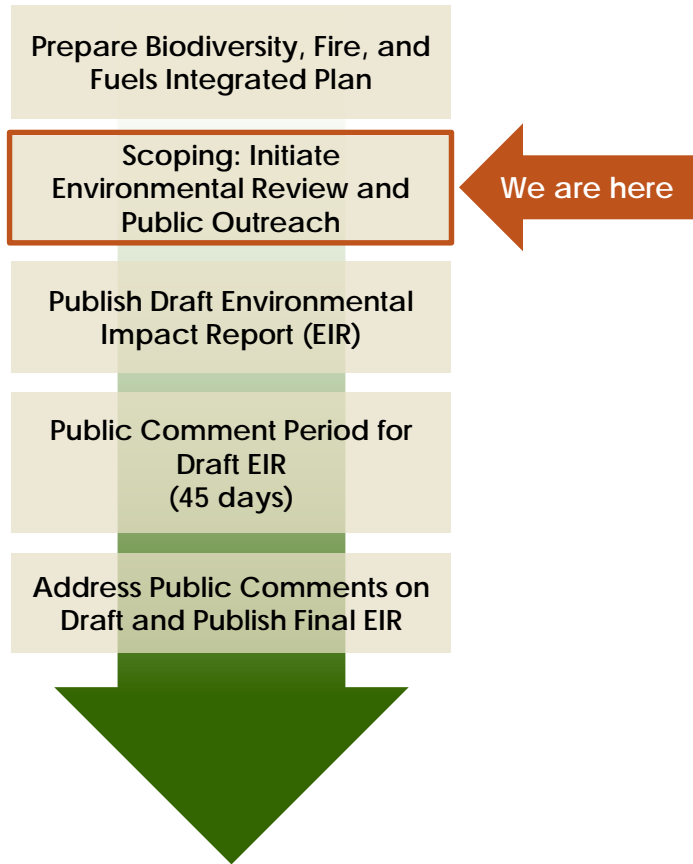 Prepare Biodiversity, Fire, and
Fuels Integrated Plan
Scoping: Initiate
Environmental Review and
Public Outreach
We are here
Publish Draft Environmental
Impact Report (EIR)
Public Comment Period for
Draft EIR
(45 days)
Address Public Comments on
Draft and Publish Final EIR